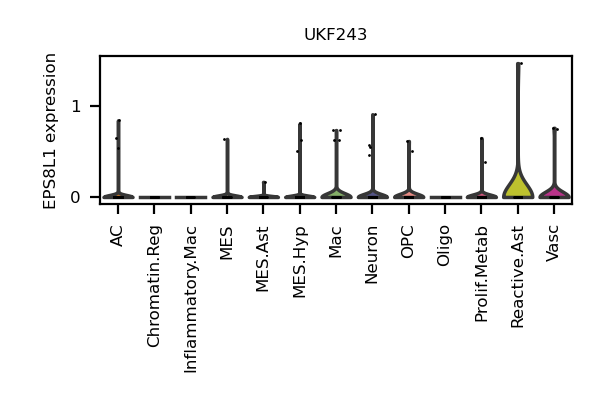 UKF243
EPS8L1 expression
1
0
AC
Chromatin.Reg
Inflammatory.Mac
MES
MES.Ast
MES.Hyp
Mac
Neuron
OPC
Oligo
Prolif.Metab
Reactive.Ast
Vasc